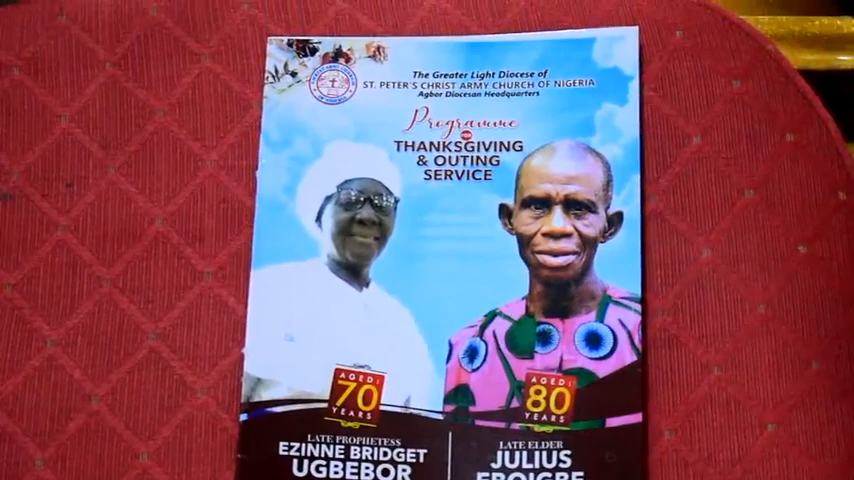 The Greater Light Diocese of
ST. PETER'S CHRIST ARMY CHURCH OF NIGERIA
Agbor Diocesan Headquarters
Programme
FOR
THANKSGIVING
& OUTING
SERVICE
AGED:
70
YEARS
AGED:
80
YEARS
LATE PROPHETESS
EZINNE BRIDGET
UGBEBOR
LATE ELDER
JULIUS